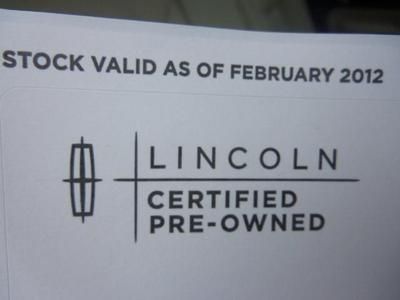 STOCK VALID AS OF FEBRUARY 2012
LINCOLN
CERTIFIED
PRE-OWNED